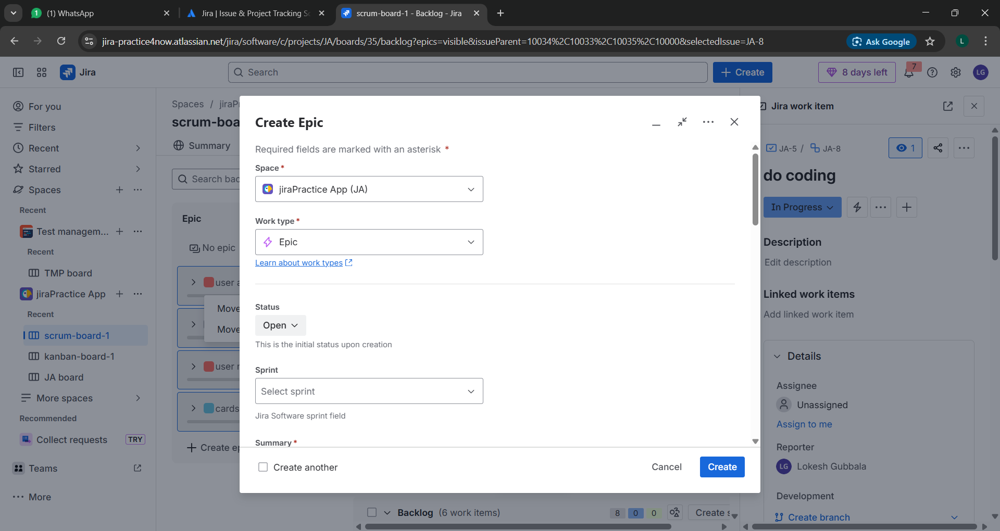 (1) WhatsApp
Jira | Issue & Project Tracking So
scrum-board-1 - Backlog - Jira
jira-practice4now.atlassian.net/jira/software/c/projects/JA/boards/35/backlog?epics=visible&issueParent=10034%2C10033%2C10035%2C10000&selectedIssue=JA-8
Ask Google
L
Jira
Search
Create
8 days left
7
LG
For you
Filters
Recent
Starred
Spaces
Recent
Test managem...
Recent
TMP board
jiraPractice App
Recent
scrum-board-1
kanban-board-1
JA board
More spaces
Recommended
Collect requests
TRY
Teams
More
Spaces / jiraP
scrum-boa
Summary
Search bac
Epic
No epic
user a
Move
Move
user r
cards
Create ep
Create Epic
Required fields are marked with an asterisk *
Space *
jiraPractice App (JA)
Work type *
Epic
Learn about work types
Status
Open
This is the initial status upon creation
Sprint
Select sprint
Jira Software sprint field
Summary *
Create another
Cancel
Create
Backlog (6 work items)
8 0 0
Create s
Jira work item
JA-5 / JA-8
1
do coding
In Progress
Description
Edit description
Linked work items
Add linked work item
Details
Assignee
Unassigned
Assign to me
Reporter
LG Lokesh Gubbala
Development
Create branch